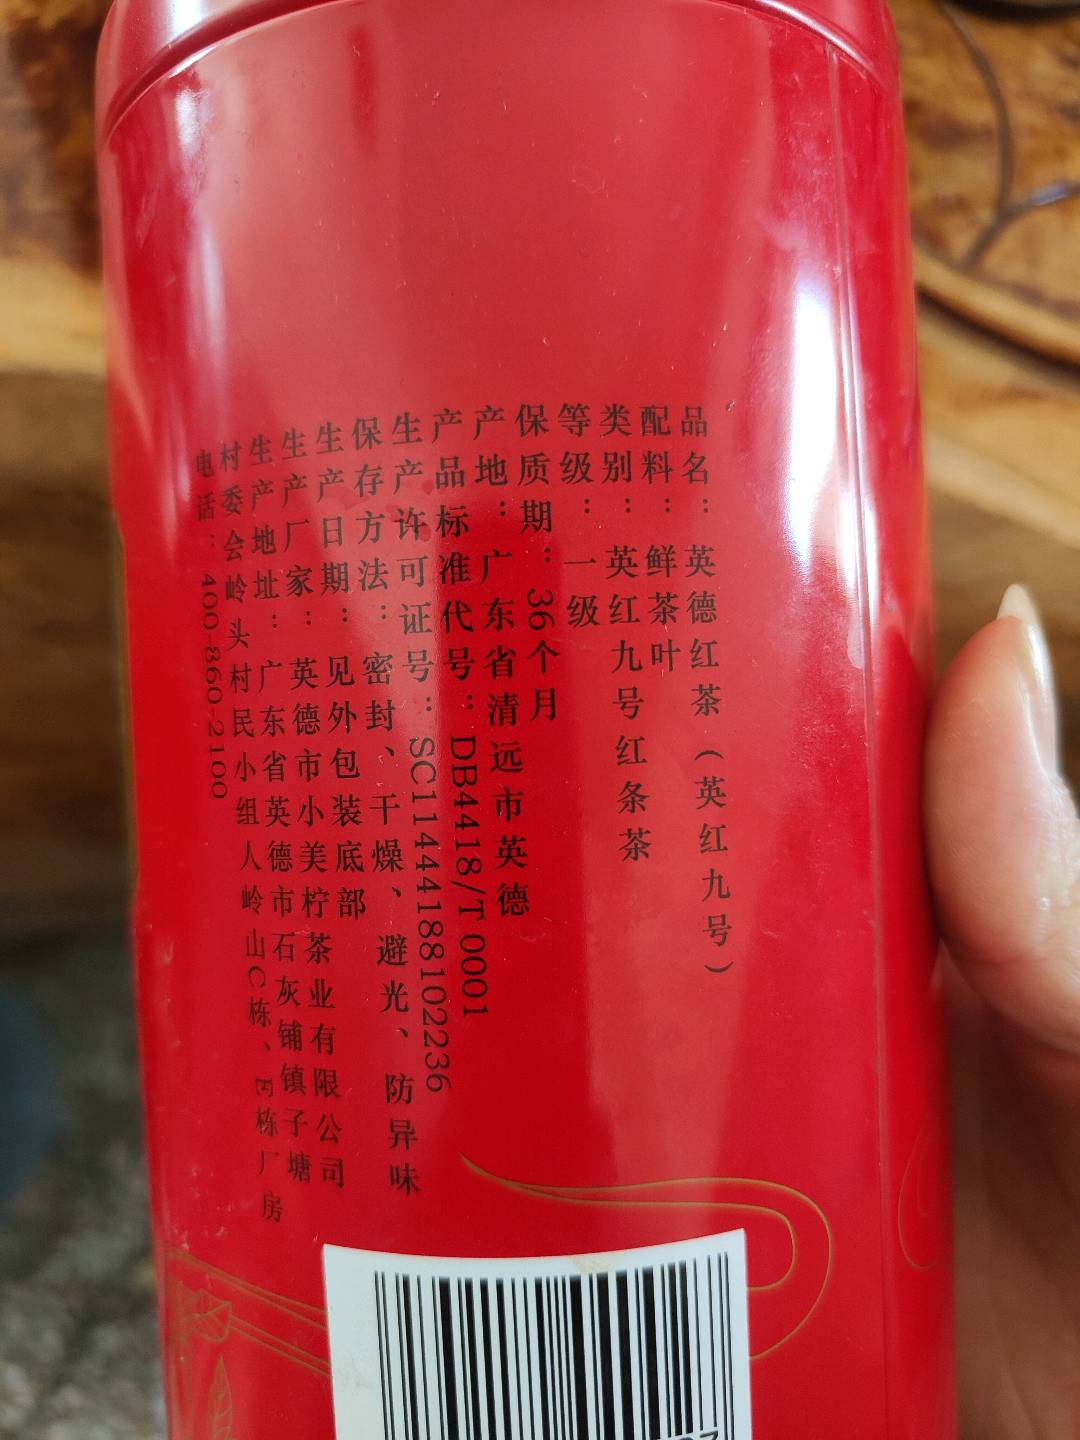 品名：英德红茶（英红九号）
配料：鲜茶叶
类别：英红九号红条茶
等级：一级
保质期：36个月
产地：广东省清远市英德
产品标准代号：DB4418/T 0001
生产许可证号：SC11444188102236
保存方法：密封、干燥、避光、防异味
生产日期：见外包装底部
生产厂家：英德市小美柠茶业有限公司
生产地址：广东省英德市石灰铺镇子塘
村委会岭头村民小组人岭山C栋、E栋厂房
电话：400-860-2100